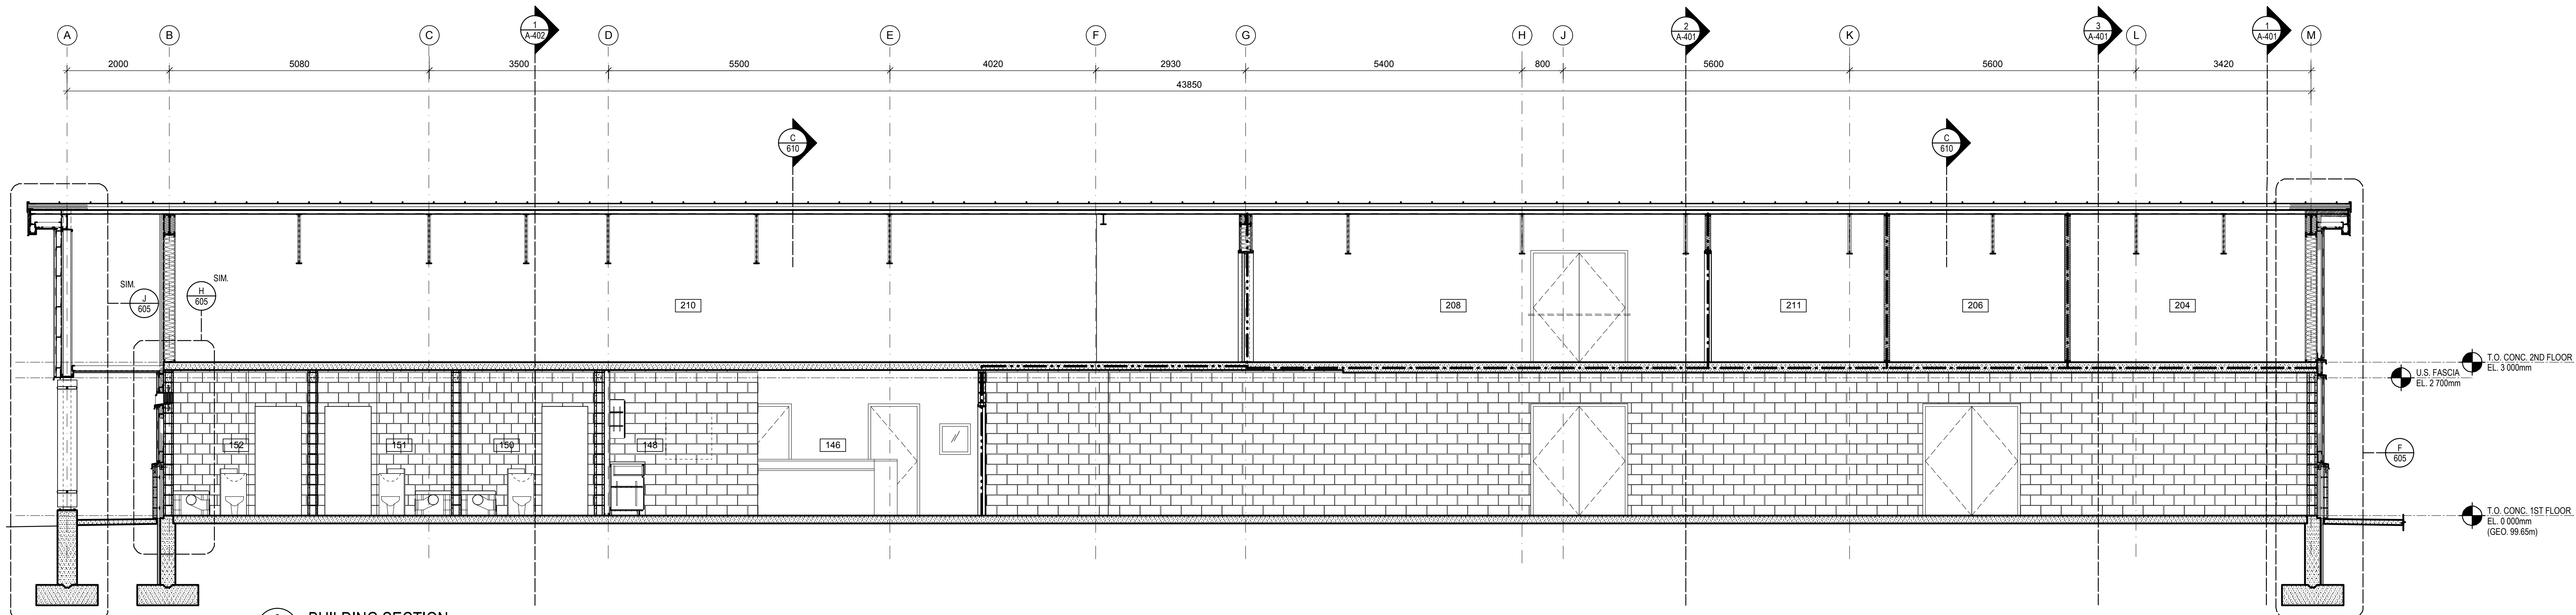 A
B
C
1
A-402
D
E
F
G
H
J
2
A-401
K
3
A-401
L
1
A-401
M
2000
5080
3500
5500
4020
2930
5400
800
5600
5600
3420
43850
C
610
C
610
SIM.
J
605
H
605
SIM.
210
208
211
206
204
T.O. CONC. 2ND FLOOR
EL. 3 000mm
U.S. FASCIA
EL. 2 700mm
152
151
150
148
146
F
605
T.O. CONC. 1ST FLOOR
EL. 0 000mm
(GEO. 99.65m)
BUILDING SECTION